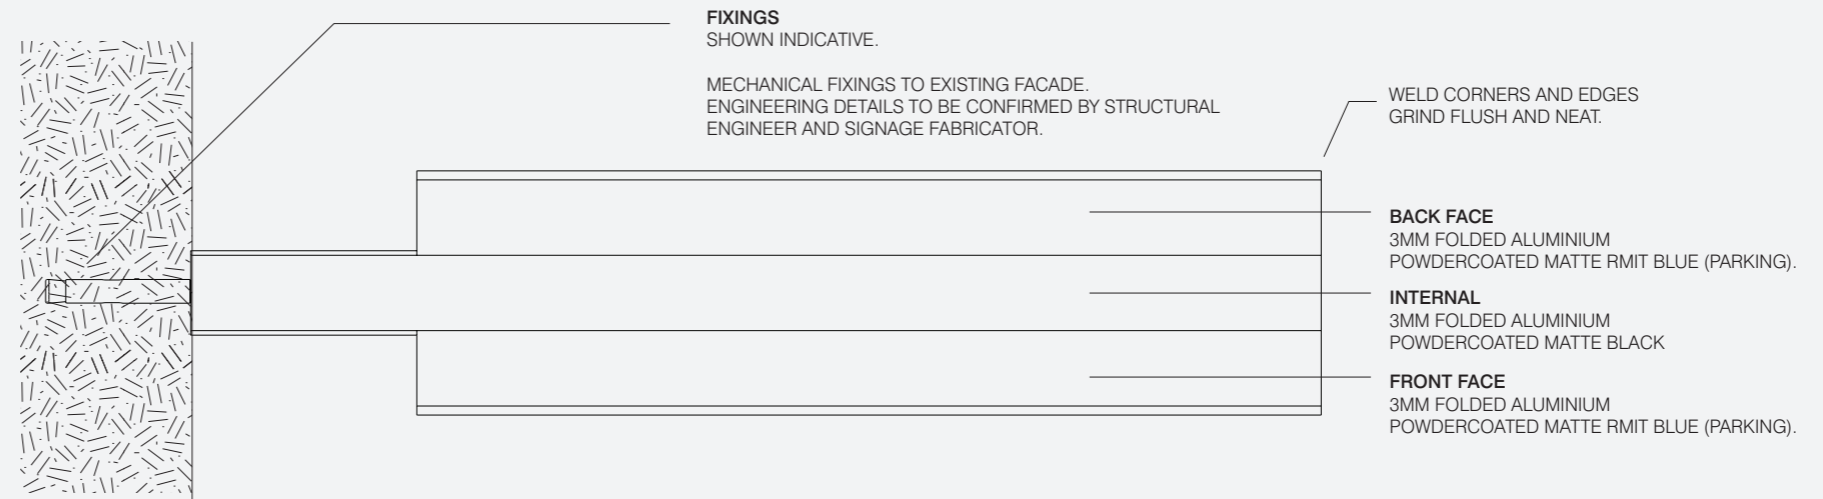 FIXINGS
SHOWN INDICATIVE.
MECHANICAL FIXINGS TO EXISTING FACADE.
ENGINEERING DETAILS TO BE CONFIRMED BY STRUCTURAL
ENGINEER AND SIGNAGE FABRICATOR.
WELD CORNERS AND EDGES
GRIND FLUSH AND NEAT.
BACK FACE
3MM FOLDED ALUMINIUM
POWDERCOATED MATTE RMIT BLUE (PARKING).
INTERNAL
3MM FOLDED ALUMINIUM
POWDERCOATED MATTE BLACK
FRONT FACE
3MM FOLDED ALUMINIUM
POWDERCOATED MATTE RMIT BLUE (PARKING).